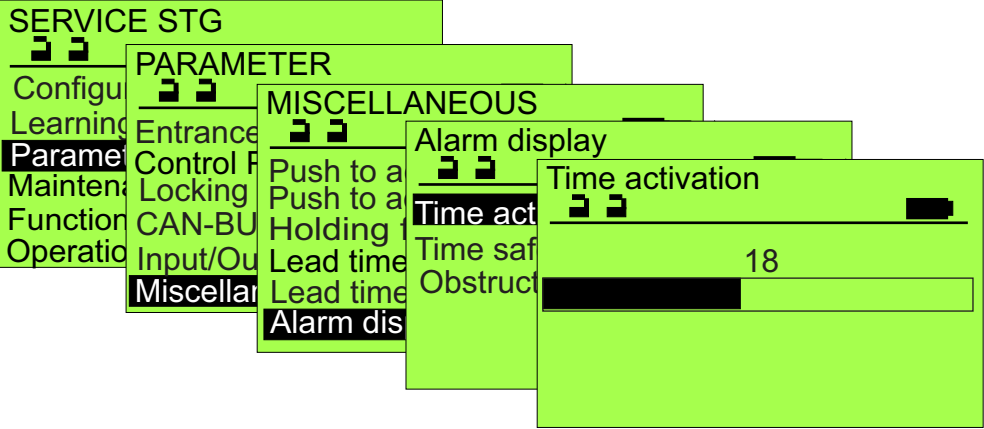 SERVICE STG
Configu
Learning
Paramet
Maintena
Function
Operatio
PARAMETER
Entrance
Control P
Locking
CAN-BU
Input/Ou
Miscellan
MISCELLANEOUS
Push to a
Push to a
Holding f
Lead time
Lead time
Alarm dis
Alarm display
Time act
Time saf
Obstruct
Time activation
18